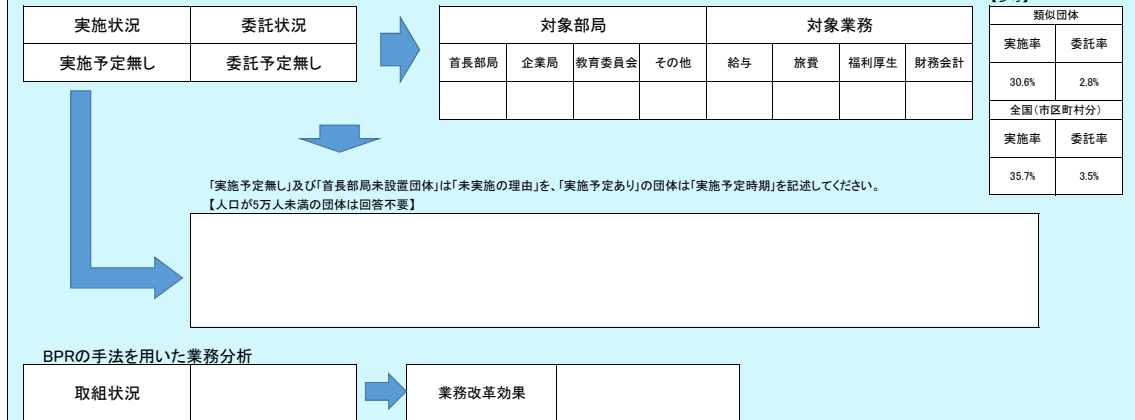 実施状況 委託状況
実施予定無し 委託予定無し
対象部局 対象業務
首長部局 企業局 教育委員会 その他 給与 旅費 福利厚生 財務会計
類似団体
実施率 委託率
30.6% 2.8%
全国(市区町村分)
実施率 委託率
35.7% 3.5%
「実施予定無し」及び「首長部局未設置団体」は「未実施の理由」を、「実施予定あり」の団体は「実施予定時期」を記述してください。
【人口が5万人未満の団体は回答不要】
BPRの手法を用いた業務分析
取組状況 業務改革効果